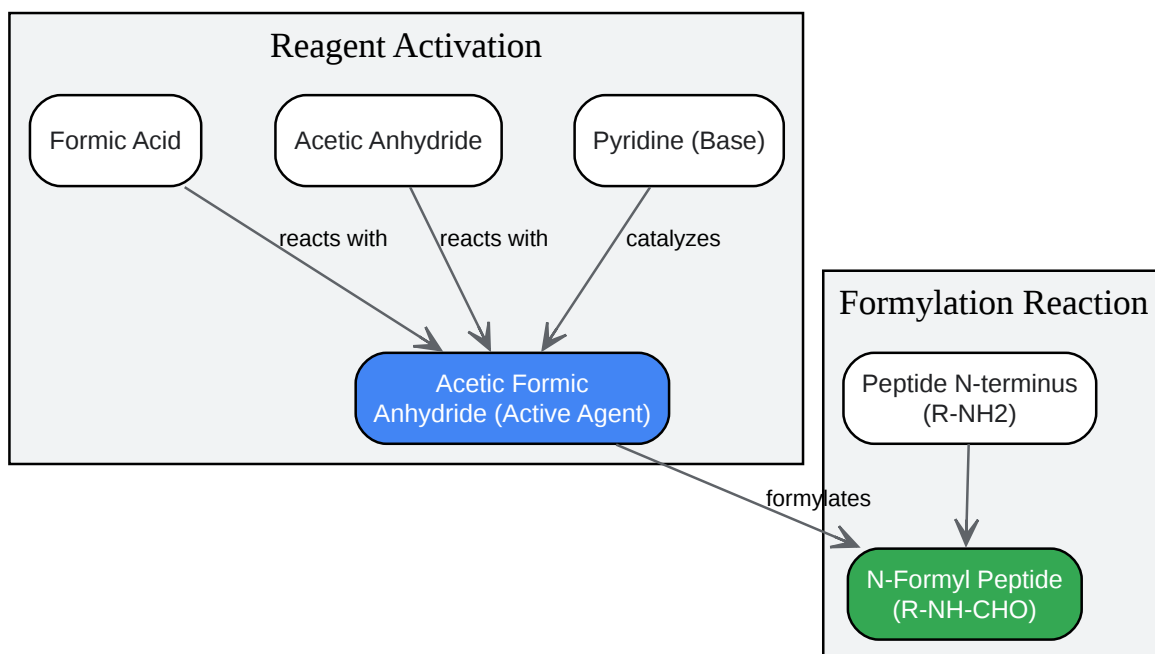 Reagent Activation
Formic Acid
Acetic Anhydride
Pyridine (Base)
reacts with
reacts with
catalyzes
Formylation Reaction
Acetic Formic
Anhydride (Active Agent)
Peptide N-terminus
(R-NH2)
formylates
N-Formyl Peptide
(R-NH-CHO)